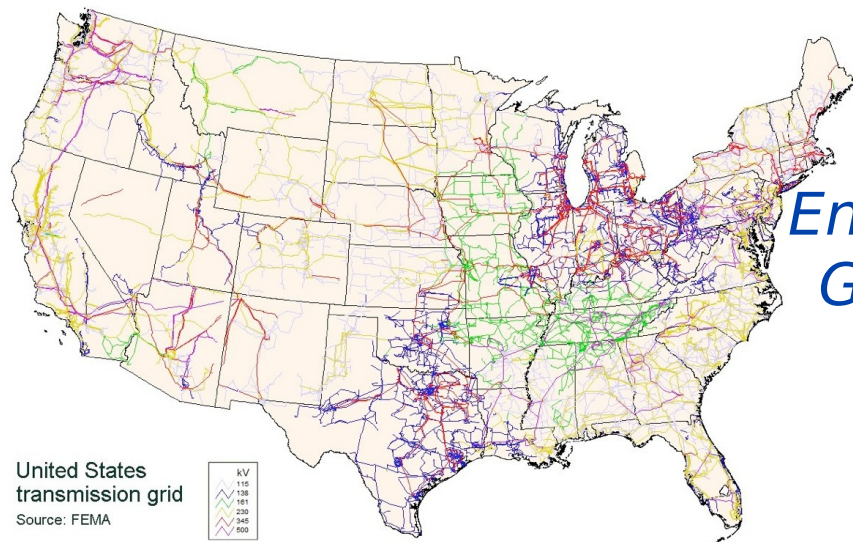 En
G
United States
transmission grid
Source: FEMA
kV
115
138
161
230
345
500